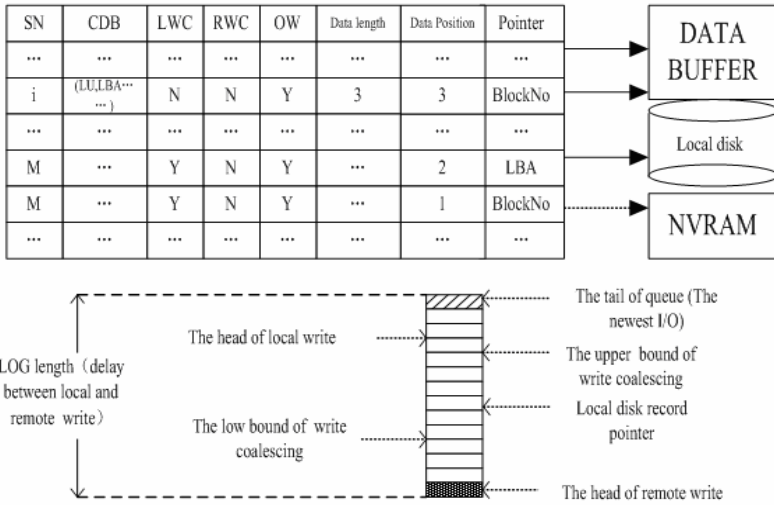 SN CDB LWC RWC OW Data length Data Position Pointer
... ... ... ... ... ... ... ...
i (LU,LBA... N N Y 3 3 BlockNo
... )
... ... ... ... ... ... ...
M ... Y N Y ... 2 LBA
M ... Y N Y ... 1 BlockNo
... ... ... ... ... ... ... ...
DATA
BUFFER
Local disk
NVRAM
The tail of queue (The
newest I/O)
The head of local write
The upper bound of
write coalescing
LOG length（delay
between local and
remote write）
Local disk record
pointer
The low bound of write
coalescing
The head of remote write